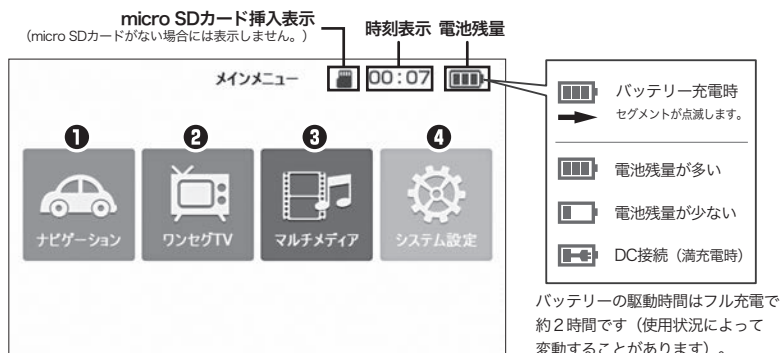 micro SDカード挿入表示
（micro SDカードがない場合には表示しません。）
時刻表示
電池残量
メインメニュー
00:07
❶
❷
❸
❹
ナビゲーション
ワンセグTV
マルチメディア
システム設定
バッテリー充電時
セグメントが点滅します。
電池残量が多い
電池残量が少ない
DC接続（満充電時）
バッテリーの駆動時間はフル充電で
約２時間です（使用状況によって
変動することがあります）。